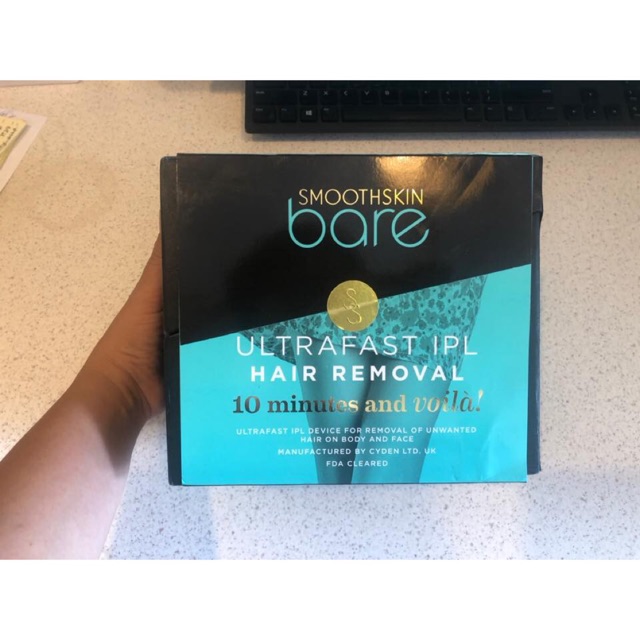 SMOOTHSKIN
bare
ULTRAFAST IPL
HAIR REMOVAL
10 minutes and voilà!
ULTRAFAST IPL DEVICE FOR REMOVAL OF UNWANTED
HAIR ON BODY AND FACE
MANUFACTURED BY CYDEN LTD. UK
FDA CLEARED